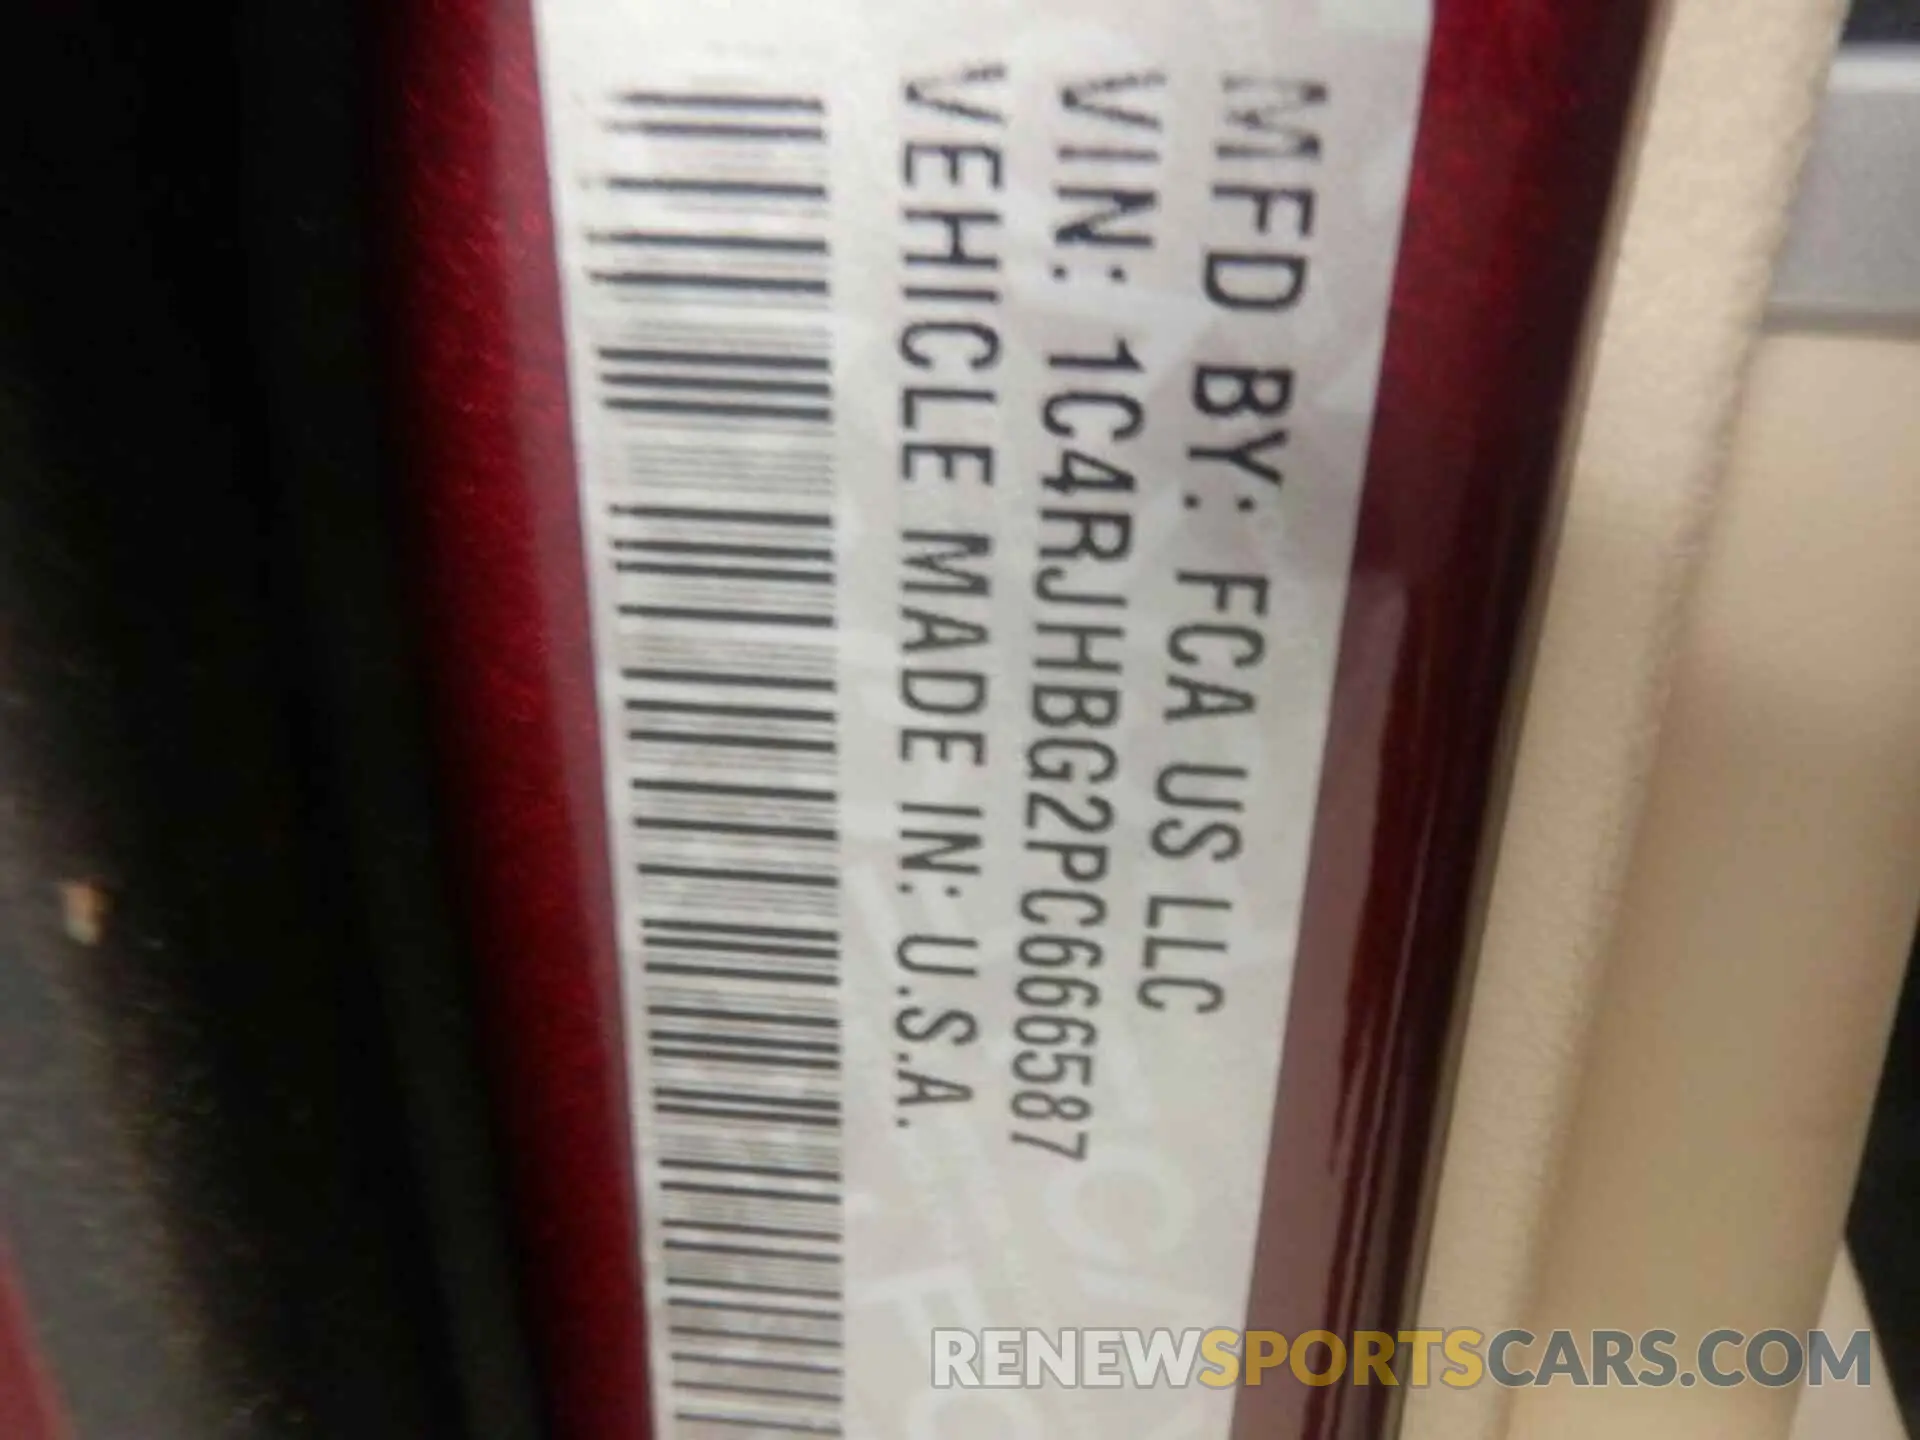 MFD BY: FCA US LLC
VIN: 1C4RJHBG2PC666587
VEHICLE MADE IN: U.S.A.
RENEWSPORTSCARS.COM